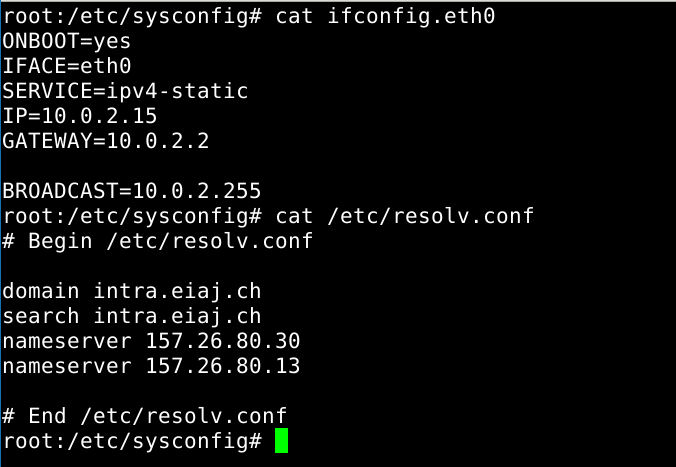 root:/etc/sysconfig# cat ifconfig.eth0
ONBOOT=yes
IFACE=eth0
SERVICE=ipv4-static
IP=10.0.2.15
GATEWAY=10.0.2.2
BROADCAST=10.0.2.255
root:/etc/sysconfig# cat /etc/resolv.conf
# Begin /etc/resolv.conf
domain intra.eiaj.ch
search intra.eiaj.ch
nameserver 157.26.80.30
nameserver 157.26.80.13
# End /etc/resolv.conf
root:/etc/sysconfig#